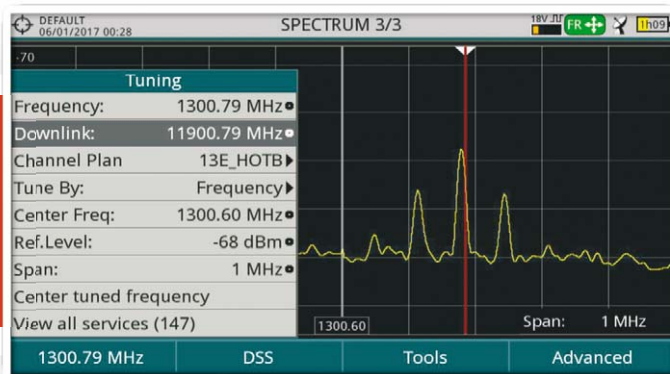 DEFAULT
06/01/2017 00:28
SPECTRUM 3/3
18V
FR
1h09
-70
Tuning
Frequency: 1300.79 MHz
Downlink: 11900.79 MHz
Channel Plan 13E_HOTB
Tune By: Frequency
Center Freq: 1300.60 MHz
Ref.Level: -68 dBm
Span: 1 MHz
Center tuned frequency
View all services (147)
1300.60
Span: 1 MHz
1300.79 MHz
DSS
Tools
Advanced